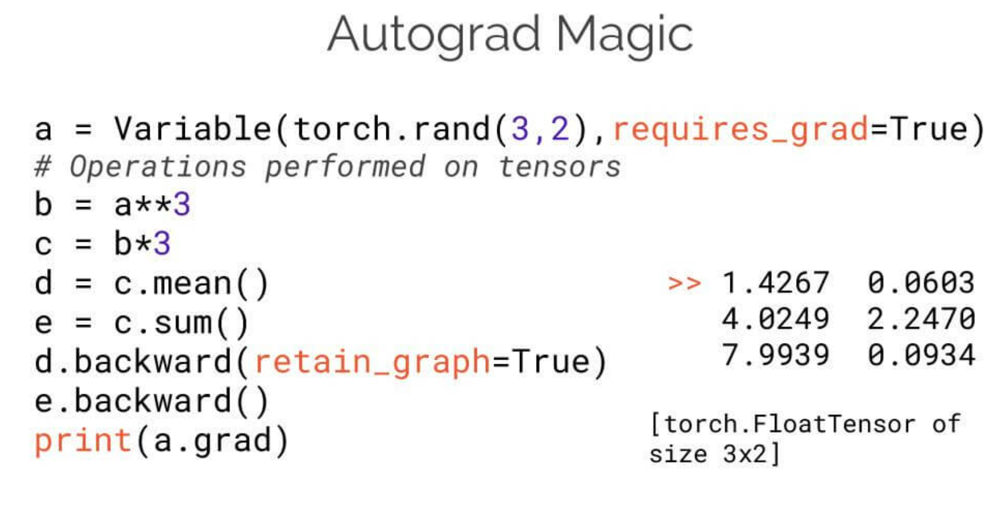 Autograd Magic
a = Variable(torch.rand(3,2),requires_grad=True)
# Operations performed on tensors
b = a**3
c = b*3
d = c.mean()
e = c.sum()
d.backward(retain_graph=True)
e.backward()
print(a.grad)
>> 1.4267 0.0603
4.0249 2.2470
7.9939 0.0934
[torch.FloatTensor of
size 3x2]